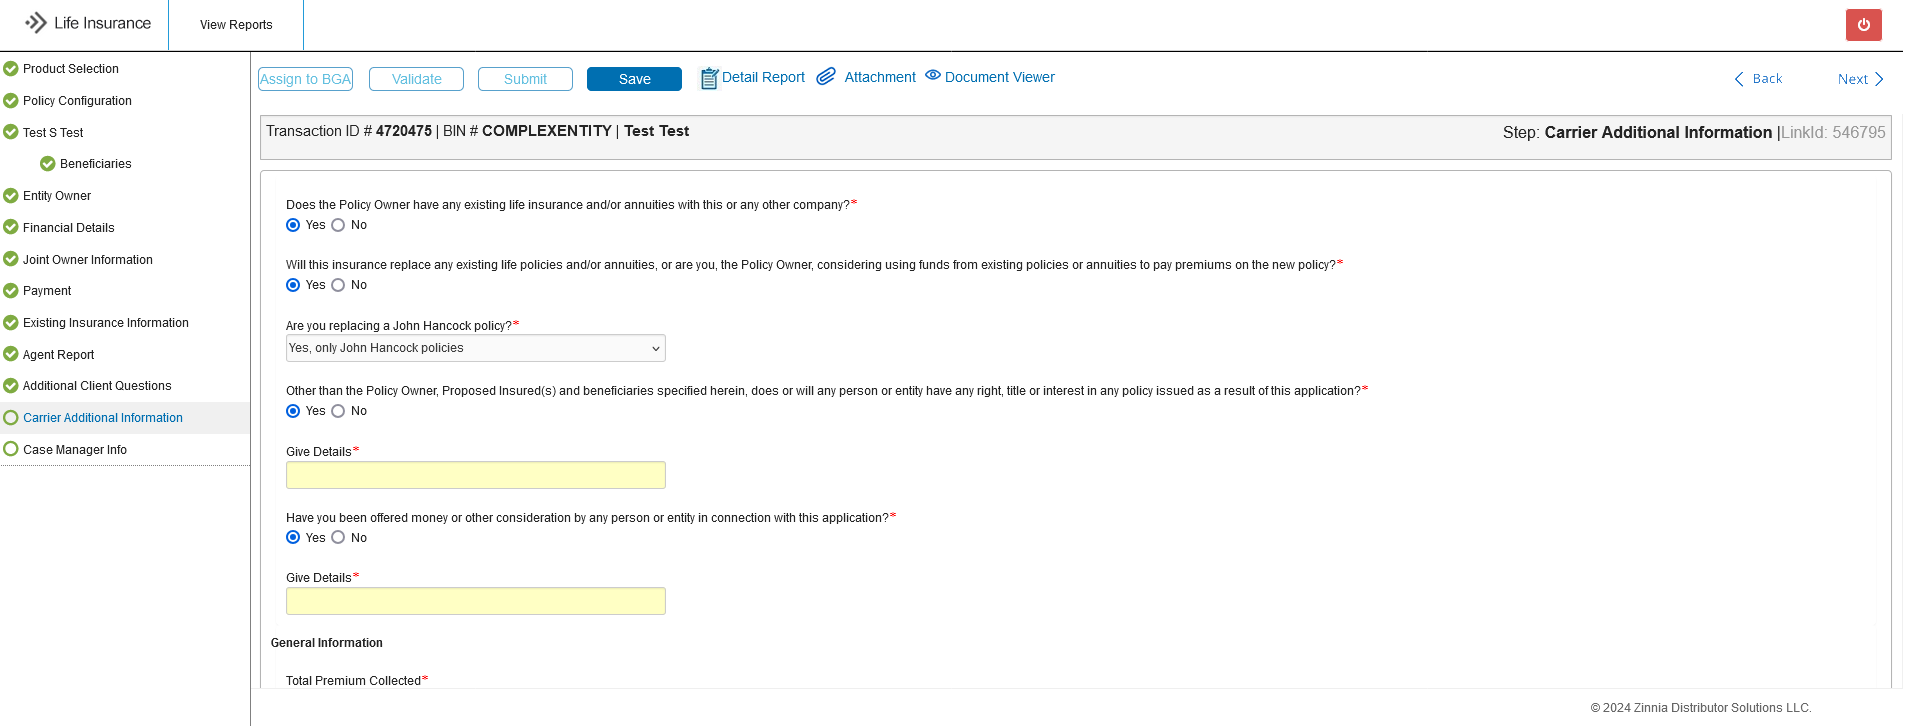 Life Insurance
View Reports
Product Selection
Policy Configuration
Test S Test
Beneficiaries
Entity Owner
Financial Details
Joint Owner Information
Payment
Existing Insurance Information
Agent Report
Additional Client Questions
Carrier Additional Information
Case Manager Info
Assign to BGA
Validate
Submit
Save
Detail Report
Attachment
Document Viewer
Back
Next
Transaction ID # 4720475 | BIN # COMPLEXENTITY | Test Test
Step: Carrier Additional Information |LinkId: 546795
Does the Policy Owner have any existing life insurance and/or annuities with this or any other company?*
Yes No
Will this insurance replace any existing life policies and/or annuities, or are you, the Policy Owner, considering using funds from existing policies or annuities to pay premiums on the new policy?*
Yes No
Are you replacing a John Hancock policy?*
Yes, only John Hancock policies
Other than the Policy Owner, Proposed Insured(s) and beneficiaries specified herein, does or will any person or entity have any right, title or interest in any policy issued as a result of this application?*
Yes No
Give Details*
Have you been offered money or other consideration by any person or entity in connection with this application?*
Yes No
Give Details*
General Information
Total Premium Collected*
© 2024 Zinnia Distributor Solutions LLC.